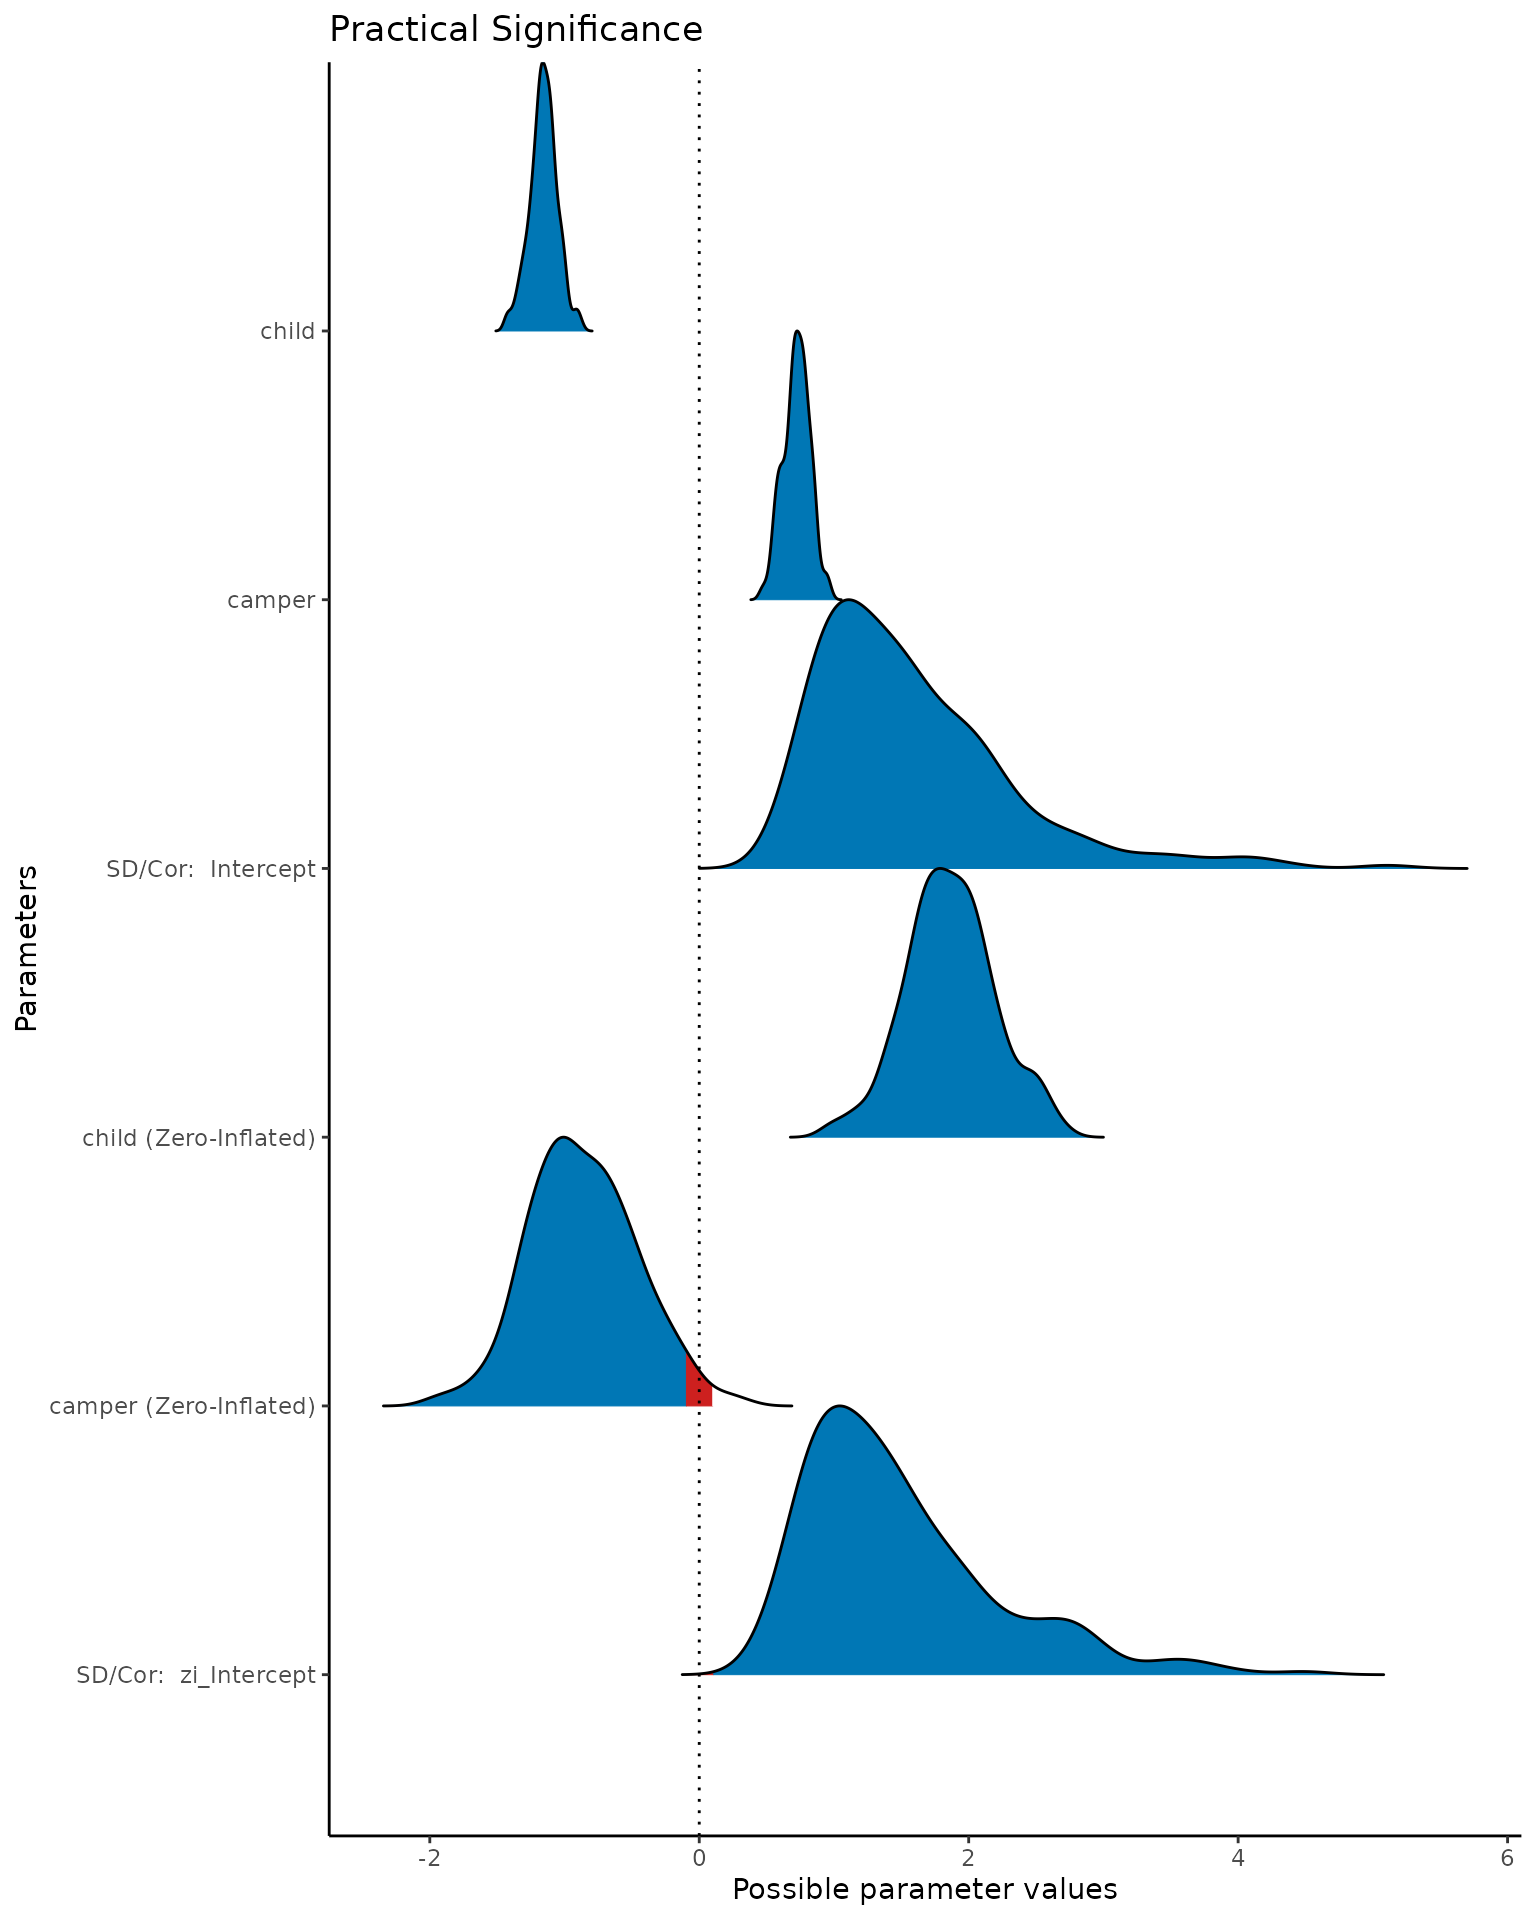 Practical Significance
child
camper
SD/Cor:  Intercept
Parameters
child (Zero-Inflated)
camper (Zero-Inflated)
SD/Cor:  zi_Intercept
-2 0 2 4 6
Possible parameter values